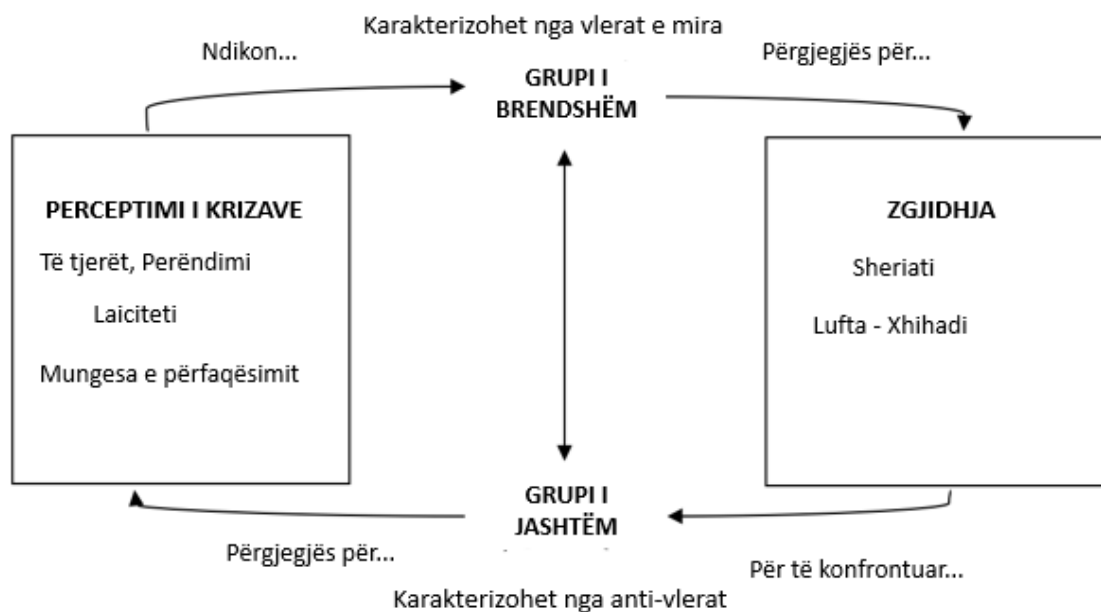 Karakterizohet nga vlerat e mira
Ndikon...
GRUPI I
BRENDSHËM
Përgjegjës për...
PERCEPTIMI I KRIZAVE
Të tjerët, Perëndimi
Laiciteti
Mungesa e përfaqësimit
ZGJIDHJA
Sheriati
Lufta - Xhihadi
GRUPI I
JASHTËM
Përgjegjës për...
Për të konfrontuar...
Karakterizohet nga anti-vlerat